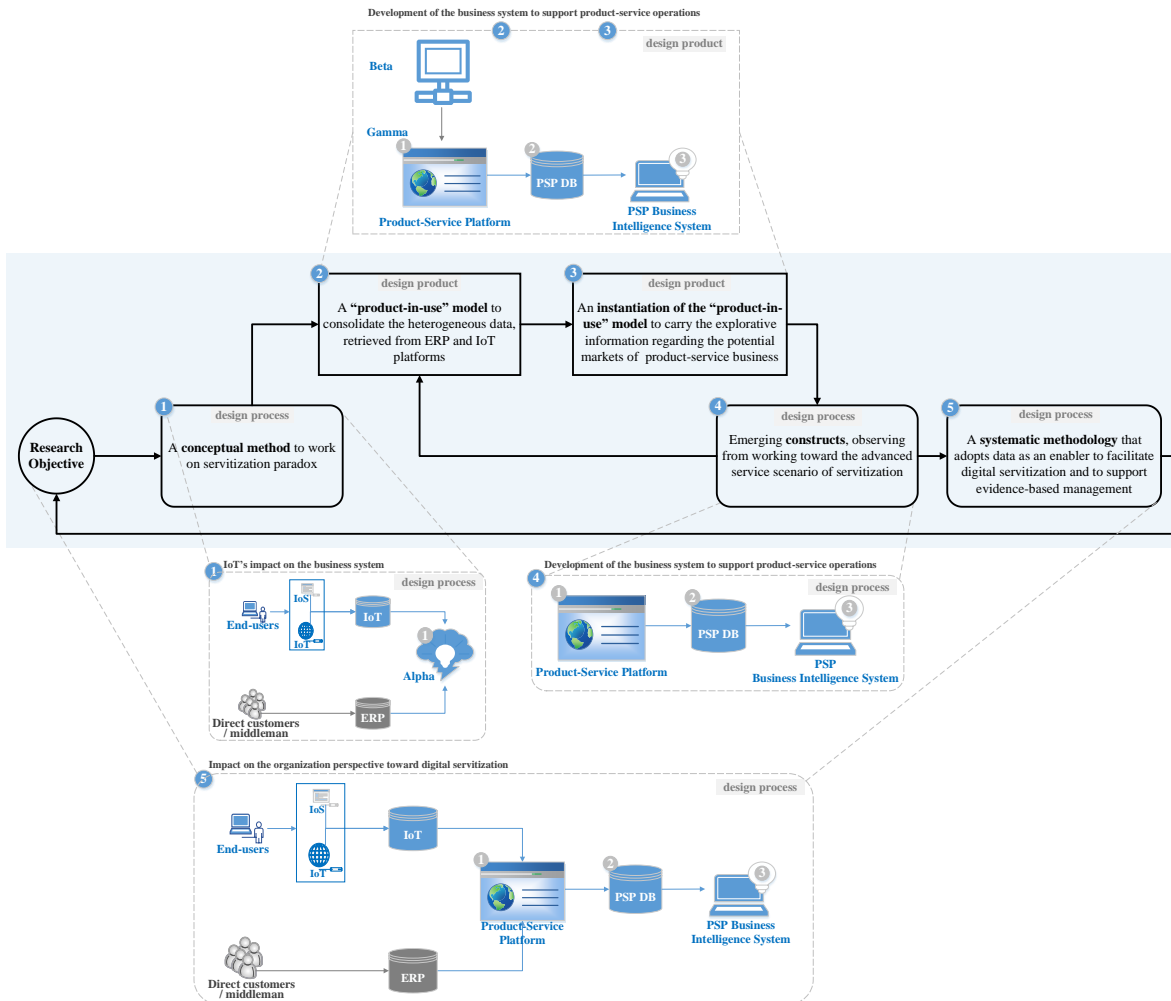 Development of the business system to support product-service operations
2
3
design product
Beta
Gamma
1
2
3
PSP DB
Product-Service Platform
PSP Business
Intelligence System
2
design product
A “product-in-use” model to
consolidate the heterogeneous data,
retrieved from ERP and IoT
platforms
3
design product
An instantiation of the “product-in-
use” model to carry the explorative
information regarding the potential
markets of product-service business
Research
Objective
1
design process
A conceptual method to work
on servitization paradox
4
design process
Emerging constructs, observing
from working toward the advanced
service scenario of servitization
5
design process
A systematic methodology that
adopts data as an enabler to facilitate
digital servitization and to support
evidence-based management
1
IoT’s impact on the business system
design process
IoS
End-users
IoT
IoT
1
Alpha
Direct customers
/ middleman
ERP
Development of the business system to support product-service operations
4
design process
1
2
3
PSP DB
Product-Service Platform
PSP
Business Intelligence System
Impact on the organization perspective toward digital servitization
5
design process
IoS
End-users
IoT
IoT
1
2
3
PSP DB
Product-Service
Platform
PSP Business
Intelligence System
Direct customers
/ middleman
ERP